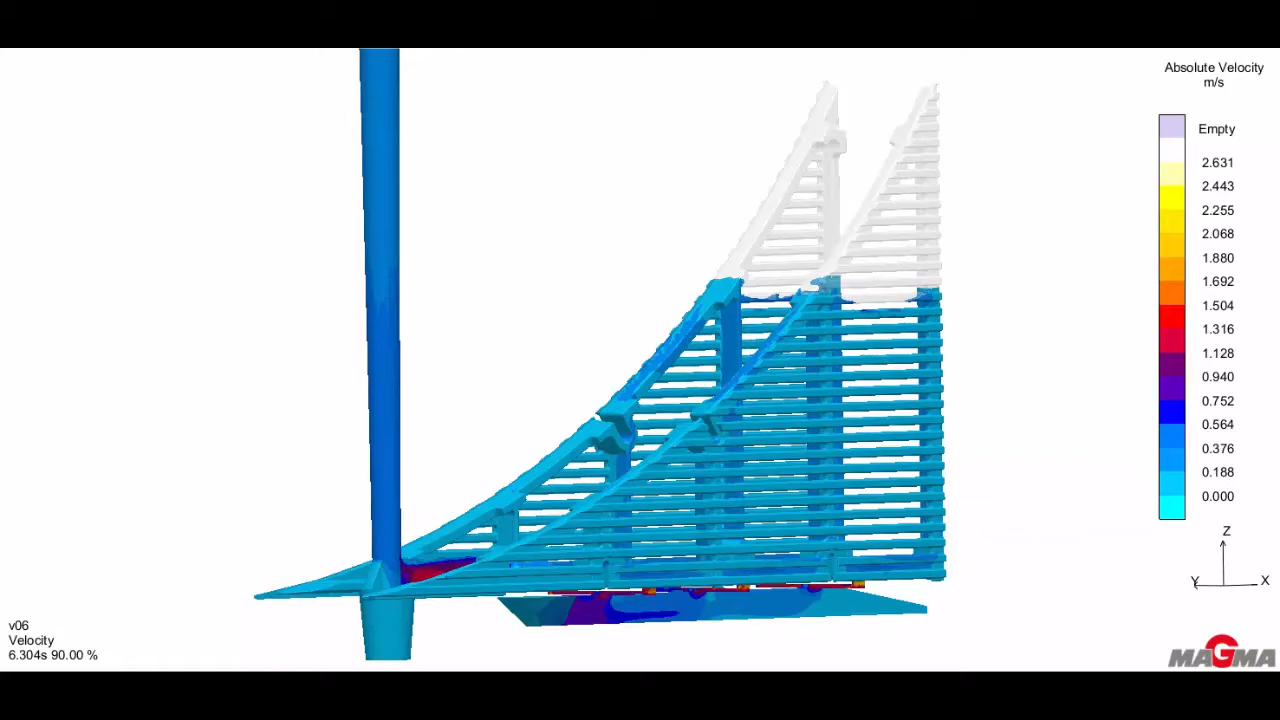 Absolute Velocity
m/s
Empty
2.631
2.443
2.255
2.068
1.880
1.692
1.504
1.316
1.128
0.940
0.752
0.564
0.376
0.188
0.000
Z
Y
X
v06
Velocity
6.304s 90.00 %
MAGMA